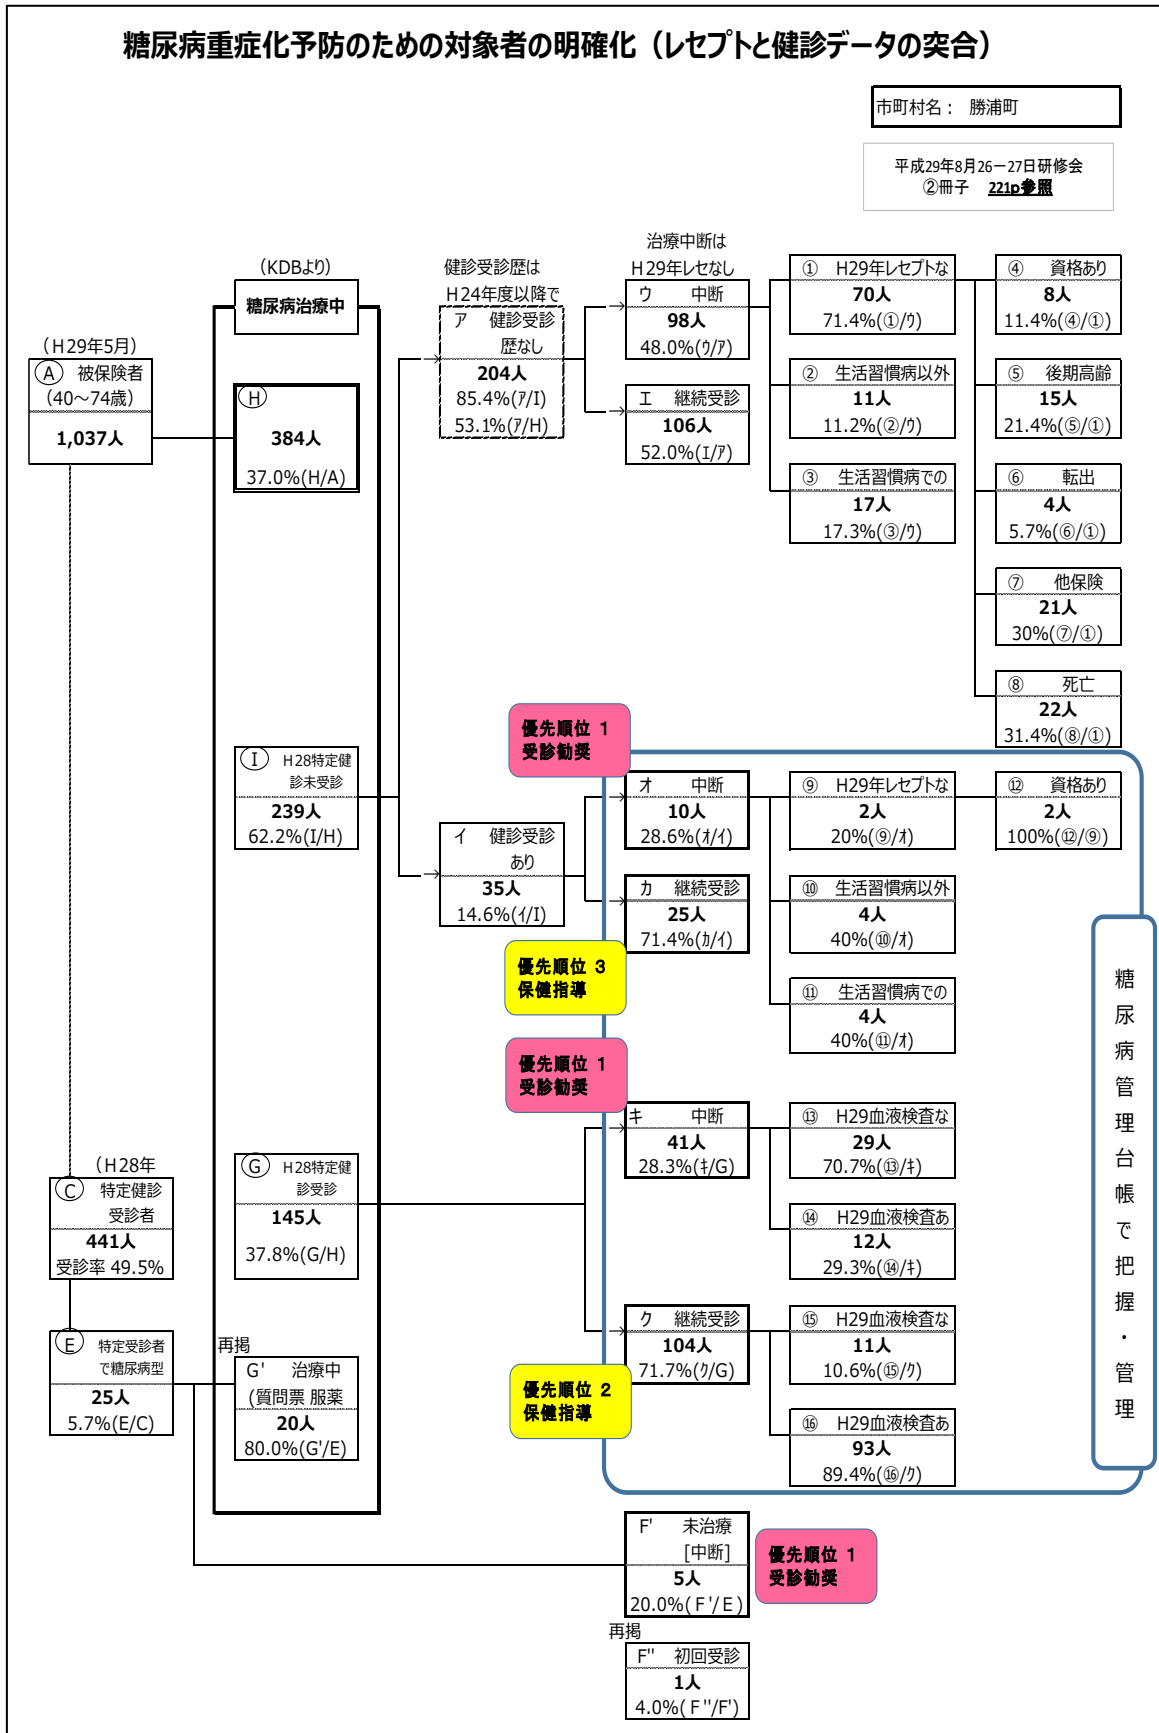 糖尿病重症化予防のための対象者の明確化（レセプトと健診データの突合）
市町村名： 勝浦町
平成29年8月26－27日研修会
②冊子 221p参照
(KDBより)
糖尿病治療中
（H29年5月）
Ⓐ 被保険者
（40～74歳）
1,037人
Ⓗ
384人
37.0%(H/A)
健診受診歴は
H24年度以降で
ア 健診受診
歴なし
204人
85.4%(ｱ/I)
53.1%(ｱ/H)
治療中断は
H29年レセなし
→
ウ 中断
98人
48.0%(ｳ/ｱ)
→
エ 継続受診
106人
52.0%(ｴ/ｱ)
→
① H29年レセプトな
70人
71.4%(①/ｳ)
② 生活習慣病以外
11人
11.2%(②/ｳ)
③ 生活習慣病での
17人
17.3%(③/ｳ)
④ 資格あり
8人
11.4%(④/①)
⑤ 後期高齢
15人
21.4%(⑤/①)
⑥ 転出
4人
5.7%(⑥/①)
⑦ 他保険
21人
30%(⑦/①)
⑧ 死亡
22人
31.4%(⑧/①)
Ⓘ H28特定健
診未受診
239人
62.2%(I/H)
→
イ 健診受診
あり
35人
14.6%(ｲ/I)
優先順位 1
受診勧奨
→
オ 中断
10人
28.6%(ｵ/ｲ)
→
カ 継続受診
25人
71.4%(ｶ/ｲ)
優先順位 3
保健指導
⑨ H29年レセプトな
2人
20%(⑨/ｵ)
⑩ 生活習慣病以外
4人
40%(⑩/ｵ)
⑪ 生活習慣病での
4人
40%(⑪/ｵ)
⑫ 資格あり
2人
100%(⑫/⑨)
糖尿病管理台帳で把握・管理
（H28年
Ⓒ 特定健診
受診者
441人
受診率 49.5%
Ⓖ H28特定健
診受診
145人
37.8%(G/H)
優先順位 1
受診勧奨
→
キ 中断
41人
28.3%(ｷ/G)
⑬ H29血液検査な
29人
70.7%(⑬/ｷ)
⑭ H29血液検査あ
12人
29.3%(⑭/ｷ)
→
ク 継続受診
104人
71.7%(ｸ/G)
優先順位 2
保健指導
⑮ H29血液検査な
11人
10.6%(⑮/ｸ)
⑯ H29血液検査あ
93人
89.4%(⑯/ｸ)
Ⓔ 特定受診者
で糖尿病型
25人
5.7%(E/C)
再掲
G' 治療中
(質問票 服薬
20人
80.0%(G'/E)
F' 未治療
[中断]
5人
20.0%(Ｆ'/Ｅ)
優先順位 1
受診勧奨
再掲
F'' 初回受診
1人
4.0%(Ｆ''/F')